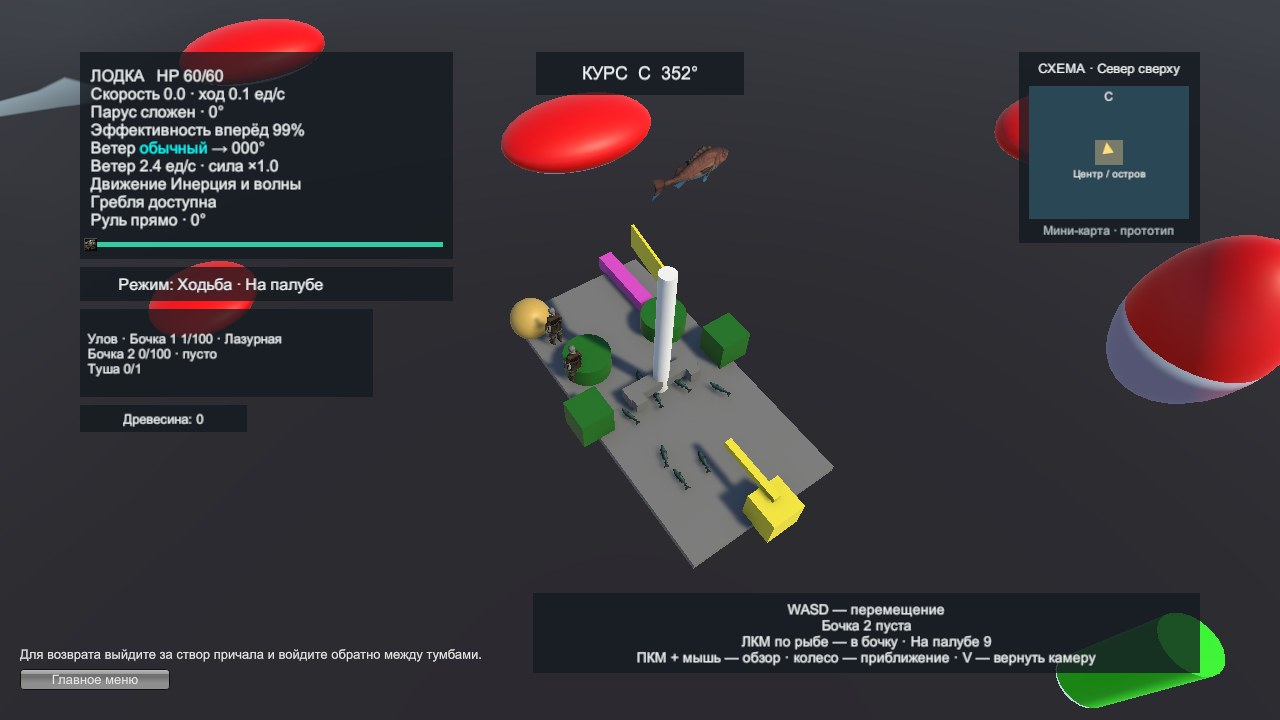 ЛОДКА HP 60/60
Скорость 0.0 · ход 0.1 ед/с
Парус сложен · 0°
Эффективность вперёд 99%
Ветер обычный → 000°
Ветер 2.4 ед/с · сила ×1.0
Движение Инерция и волны
Гребля доступна
Руль прямо · 0°
Режим: Ходьба · На палубе
Улов · Бочка 1 1/100 · Лазурная
Бочка 2 0/100 · пусто
Туша 0/1
Древесина: 0
КУРС С 352°
СХЕМА · Север сверху
С
Центр / остров
Мини-карта · прототип
WASD — перемещение
Бочка 2 пуста
ЛКМ по рыбе — в бочку · На палубе 9
ПКМ + мышь — обзор · колесо — приближение · V — вернуть камеру
Для возврата выйдите за створ причала и войдите обратно между тумбами.
Главное меню